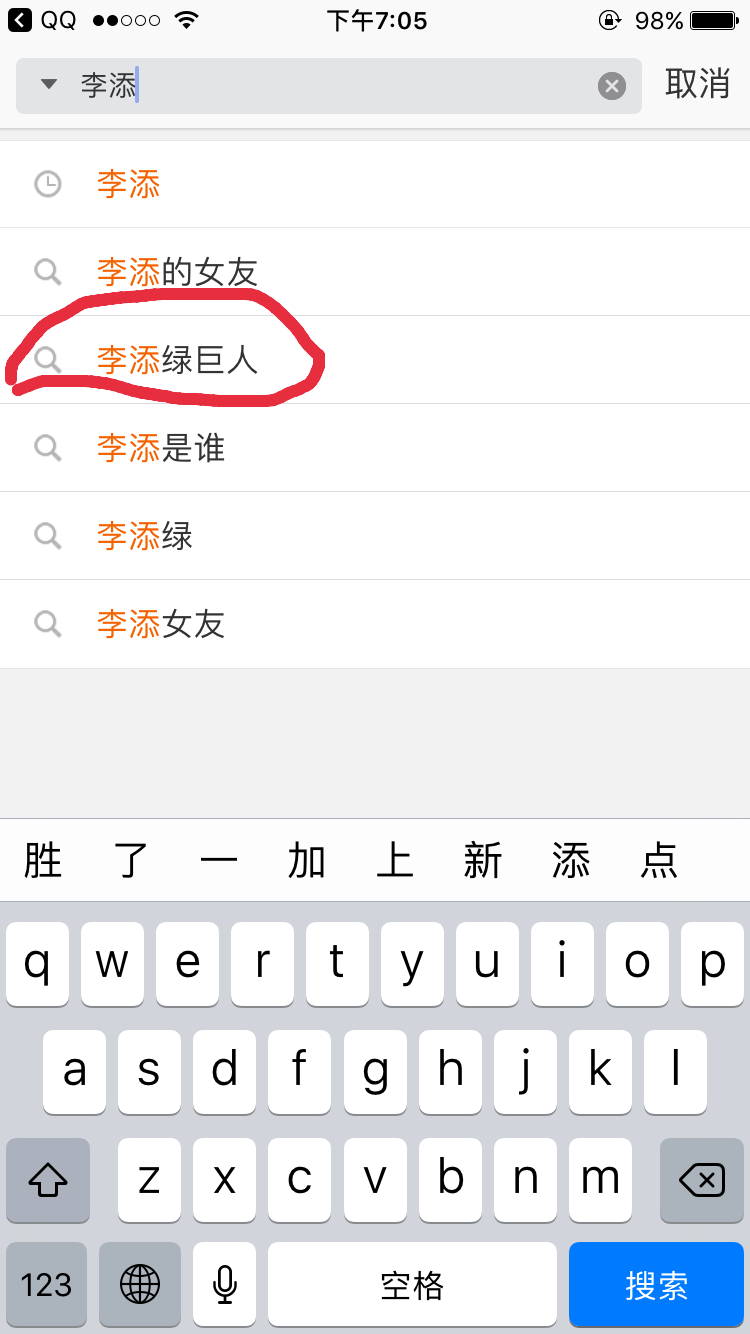 QQ 下午7:05 98%
李添 取消
李添
李添的女友
李添绿巨人
李添是谁
李添绿
李添女友
胜 了 一 加 上 新 添 点
q w e r t y u i o p
a s d f g h j k l
z x c v b n m
123 空格 搜索